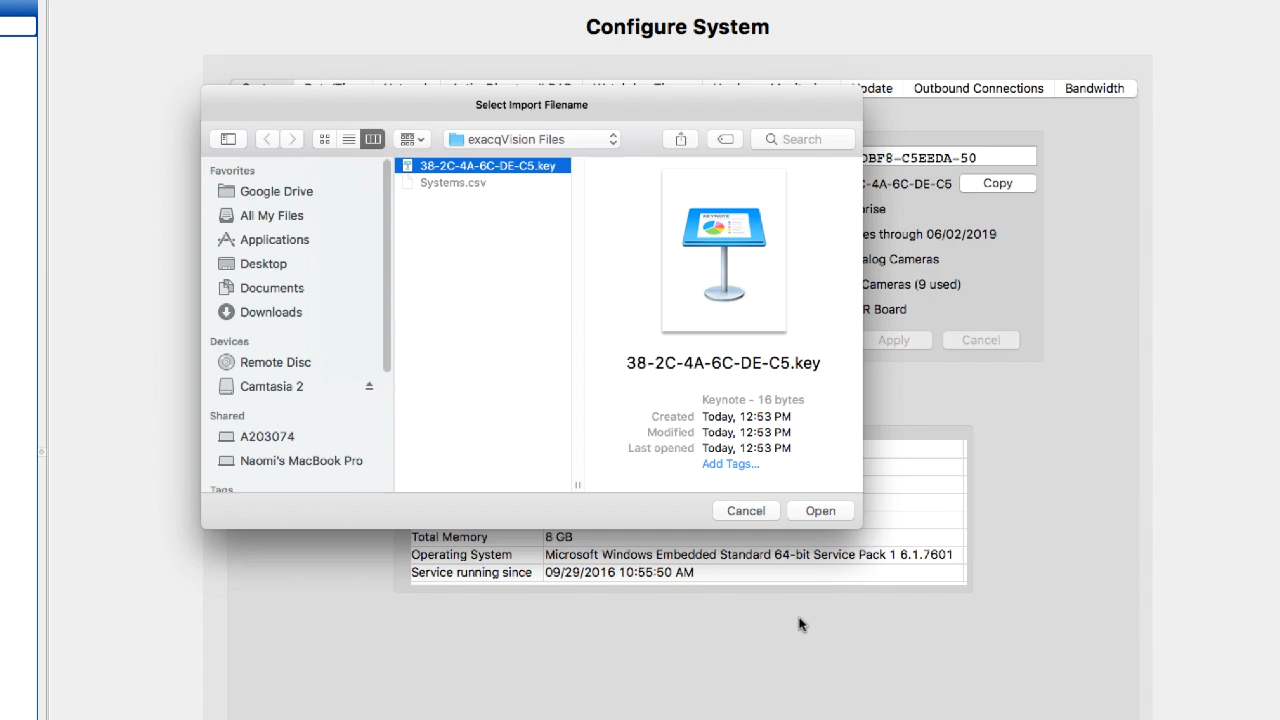 Configure System
Update
Outbound Connections
Bandwidth
Select Import Filename
exacqVision Files
Search
Favorites
Google Drive
All My Files
Applications
Desktop
Documents
Downloads
Devices
Remote Disc
Camtasia 2
Shared
A203074
Naomi's MacBook Pro
Tags
38-2C-4A-6C-DE-C5.key
Systems.csv
KEYNOTE
38-2C-4A-6C-DE-C5.key
Keynote - 16 bytes
Created Today, 12:53 PM
Modified Today, 12:53 PM
Last opened Today, 12:53 PM
Add Tags...
Cancel
Open
DBF8-C5EEDA-50
-4A-6C-DE-C5
Copy
rise
es through 06/02/2019
alog Cameras
Cameras (9 used)
R Board
Apply
Cancel
Total Memory 8 GB
Operating System Microsoft Windows Embedded Standard 64-bit Service Pack 1 6.1.7601
Service running since 09/29/2016 10:55:50 AM